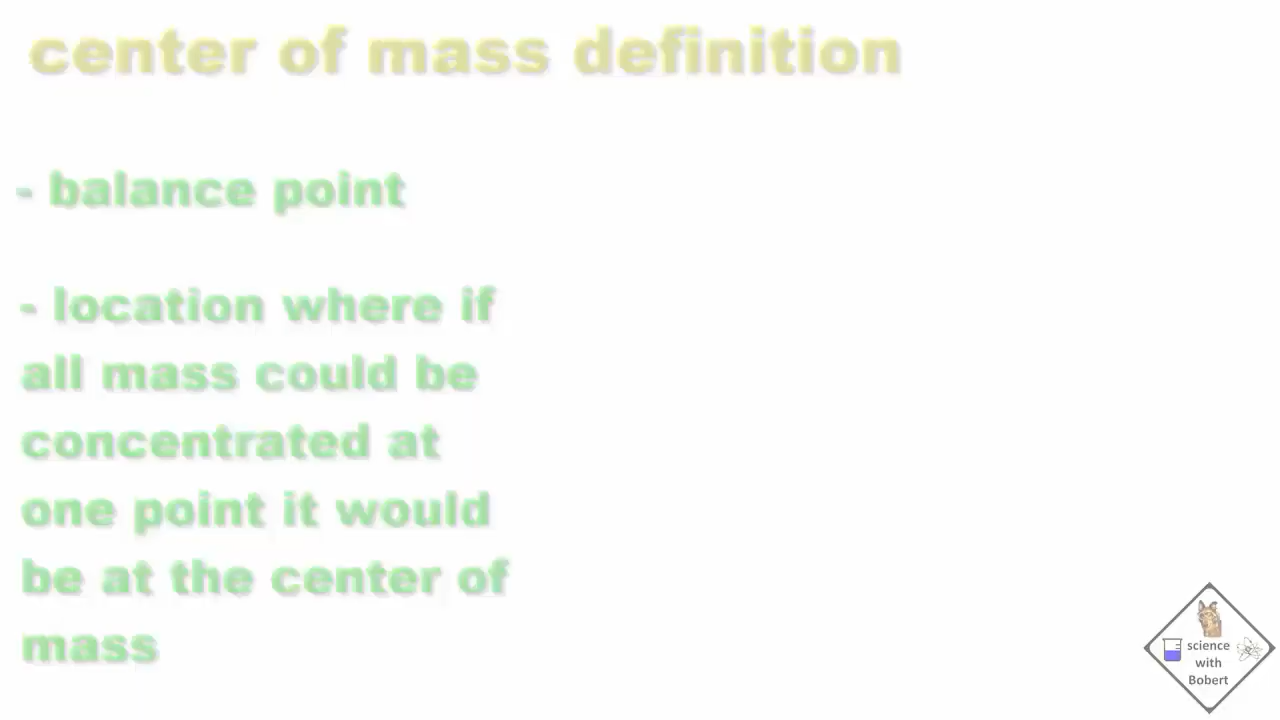 center of mass definition
- balance point
- location where if
all mass could be
concentrated at
one point it would
be at the center of
mass
science
with
Bobert